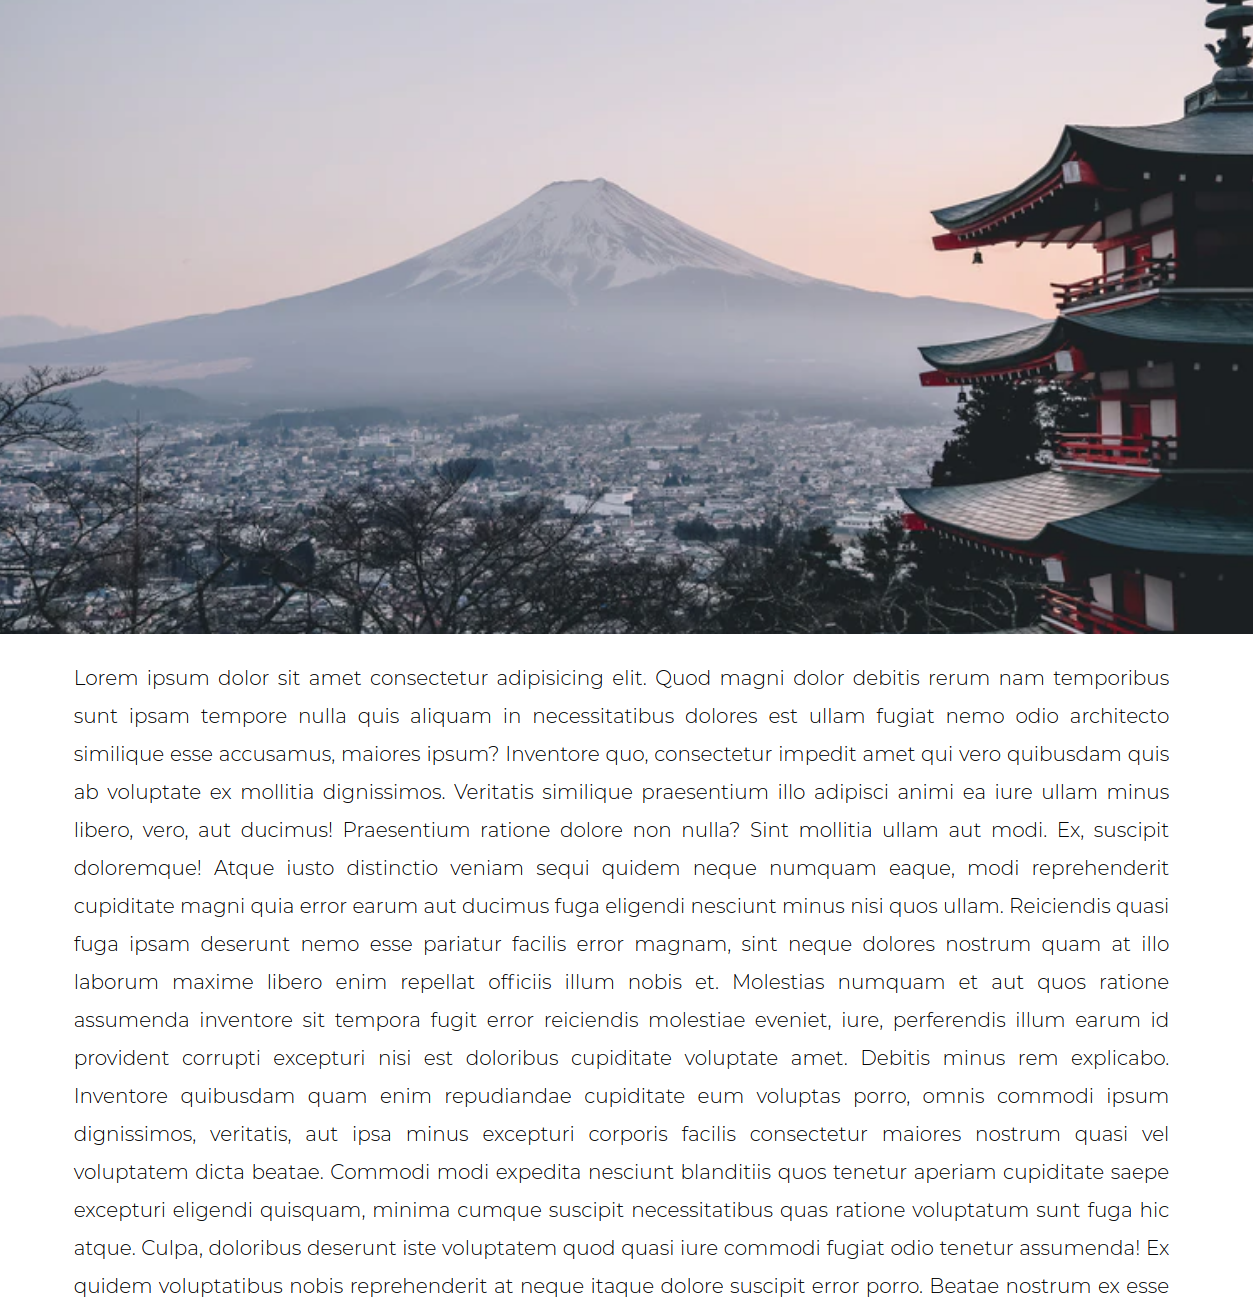 Lorem ipsum dolor sit amet consectetur adipisicing elit. Quod magni dolor debitis rerum nam temporibus
sunt ipsam tempore nulla quis aliquam in necessitatibus dolores est ullam fugiat nemo odio architecto
similique esse accusamus, maiores ipsum? Inventore quo, consectetur impedit amet qui vero quibusdam quis
ab voluptate ex mollitia dignissimos. Veritatis similique praesentium illo adipisci animi ea iure ullam minus
libero, vero, aut ducimus! Praesentium ratione dolore non nulla? Sint mollitia ullam aut modi. Ex, suscipit
doloremque! Atque iusto distinctio veniam sequi quidem neque numquam eaque, modi reprehenderit
cupiditate magni quia error earum aut ducimus fuga eligendi nesciunt minus nisi quos ullam. Reiciendis quasi
fuga ipsam deserunt nemo esse pariatur facilis error magnam, sint neque dolores nostrum quam at illo
laborum maxime libero enim repellat officiis illum nobis et. Molestias numquam et aut quos ratione
assumenda inventore sit tempora fugit error reiciendis molestiae eveniet, iure, perferendis illum earum id
provident corrupti excepturi nisi est doloribus cupiditate voluptate amet. Debitis minus rem explicabo.
Inventore quibusdam quam enim repudiandae cupiditate eum voluptas porro, omnis commodi ipsum
dignissimos, veritatis, aut ipsa minus excepturi corporis facilis consectetur maiores nostrum quasi vel
voluptatem dicta beatae. Commodi modi expedita nesciunt blanditiis quos tenetur aperiam cupiditate saepe
excepturi eligendi quisquam, minima cumque suscipit necessitatibus quas ratione voluptatum sunt fuga hic
atque. Culpa, doloribus deserunt iste voluptatem quod quasi iure commodi fugiat odio tenetur assumenda! Ex
quidem voluptatibus nobis reprehenderit at neque itaque dolore suscipit error porro. Beatae nostrum ex esse